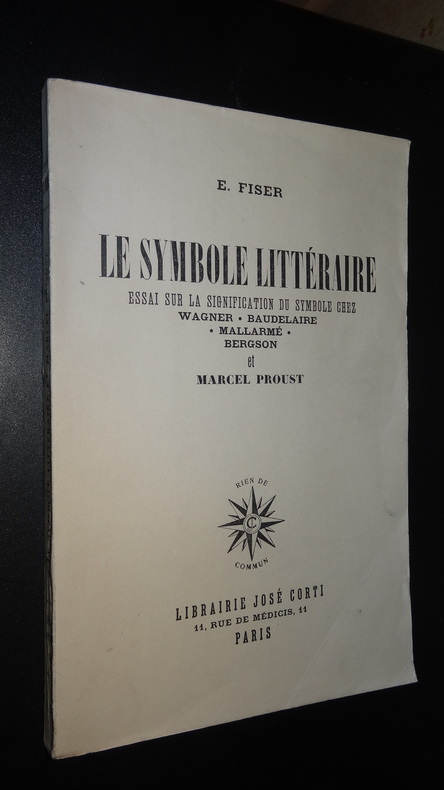 E. FISER
LE SYMBOLE LITTÉRAIRE
ESSAI SUR LA SIGNIFICATION DU SYMBOLE CHEZ
WAGNER • BAUDELAIRE
• MALLARMÉ •
BERGSON
et
MARCEL PROUST
RIEN DE
JC
COMMUN
LIBRAIRIE JOSÉ CORTI
11, RUE DE MÉDICIS, 11
PARIS